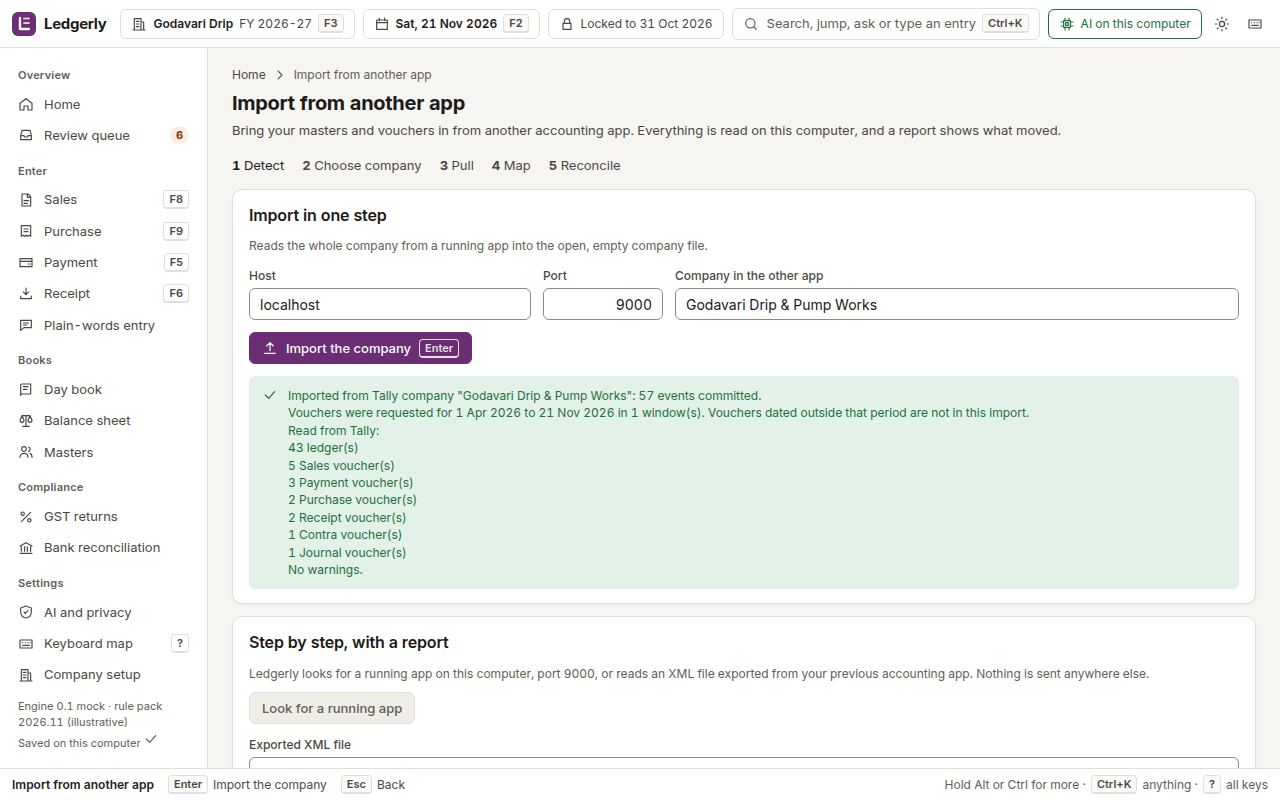 Ledgerly
Godavari Drip FY 2026-27 F3
Sat, 21 Nov 2026 F2
Locked to 31 Oct 2026
Search, jump, ask or type an entry Ctrl+K
AI on this computer
Overview
Home
Review queue 6
Enter
Sales F8
Purchase F9
Payment F5
Receipt F6
Plain-words entry
Books
Day book
Balance sheet
Masters
Compliance
GST returns
Bank reconciliation
Settings
AI and privacy
Keyboard map ?
Company setup
Engine 0.1 mock · rule pack
2026.11 (illustrative)
Saved on this computer
Home > Import from another app
Import from another app
Bring your masters and vouchers in from another accounting app. Everything is read on this computer, and a report shows what moved.
1 Detect 2 Choose company 3 Pull 4 Map 5 Reconcile
Import in one step
Reads the whole company from a running app into the open, empty company file.
Host Port Company in the other app
localhost 9000 Godavari Drip & Pump Works
Import the company Enter
Imported from Tally company "Godavari Drip & Pump Works": 57 events committed.
Vouchers were requested for 1 Apr 2026 to 21 Nov 2026 in 1 window(s). Vouchers dated outside that period are not in this import.
Read from Tally:
43 ledger(s)
5 Sales voucher(s)
3 Payment voucher(s)
2 Purchase voucher(s)
2 Receipt voucher(s)
1 Contra voucher(s)
1 Journal voucher(s)
No warnings.
Step by step, with a report
Ledgerly looks for a running app on this computer, port 9000, or reads an XML file exported from your previous accounting app. Nothing is sent anywhere else.
Look for a running app
Exported XML file
Import from another app Enter Import the company Esc Back
Hold Alt or Ctrl for more · Ctrl+K anything · ? all keys